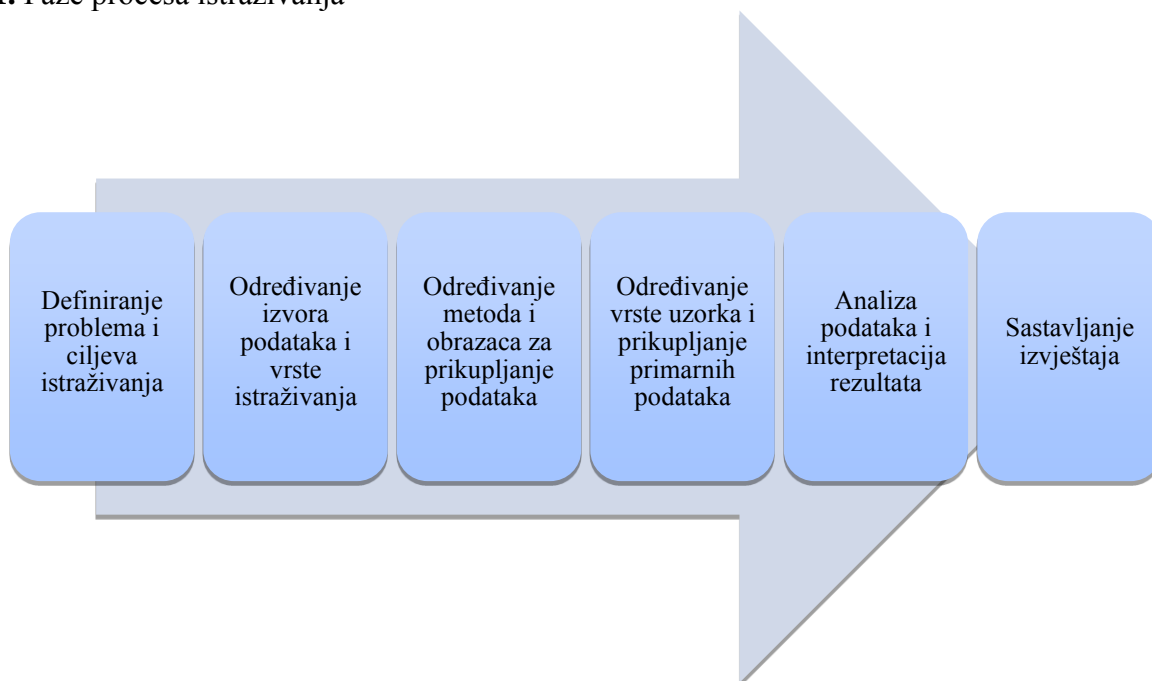 1. Faze procesa istraživanja
Definiranje
problema i
ciljeva
istraživanja
Određivanje
izvora
podataka i
vrste
istraživanja
Određivanje
metoda i
obrazaca za
prikupljanje
podataka
Određivanje
vrste uzorka i
prikupljanje
primarnih
podataka
Analiza
podataka i
interpretacija
rezultata
Sastavljanje
izvještaja